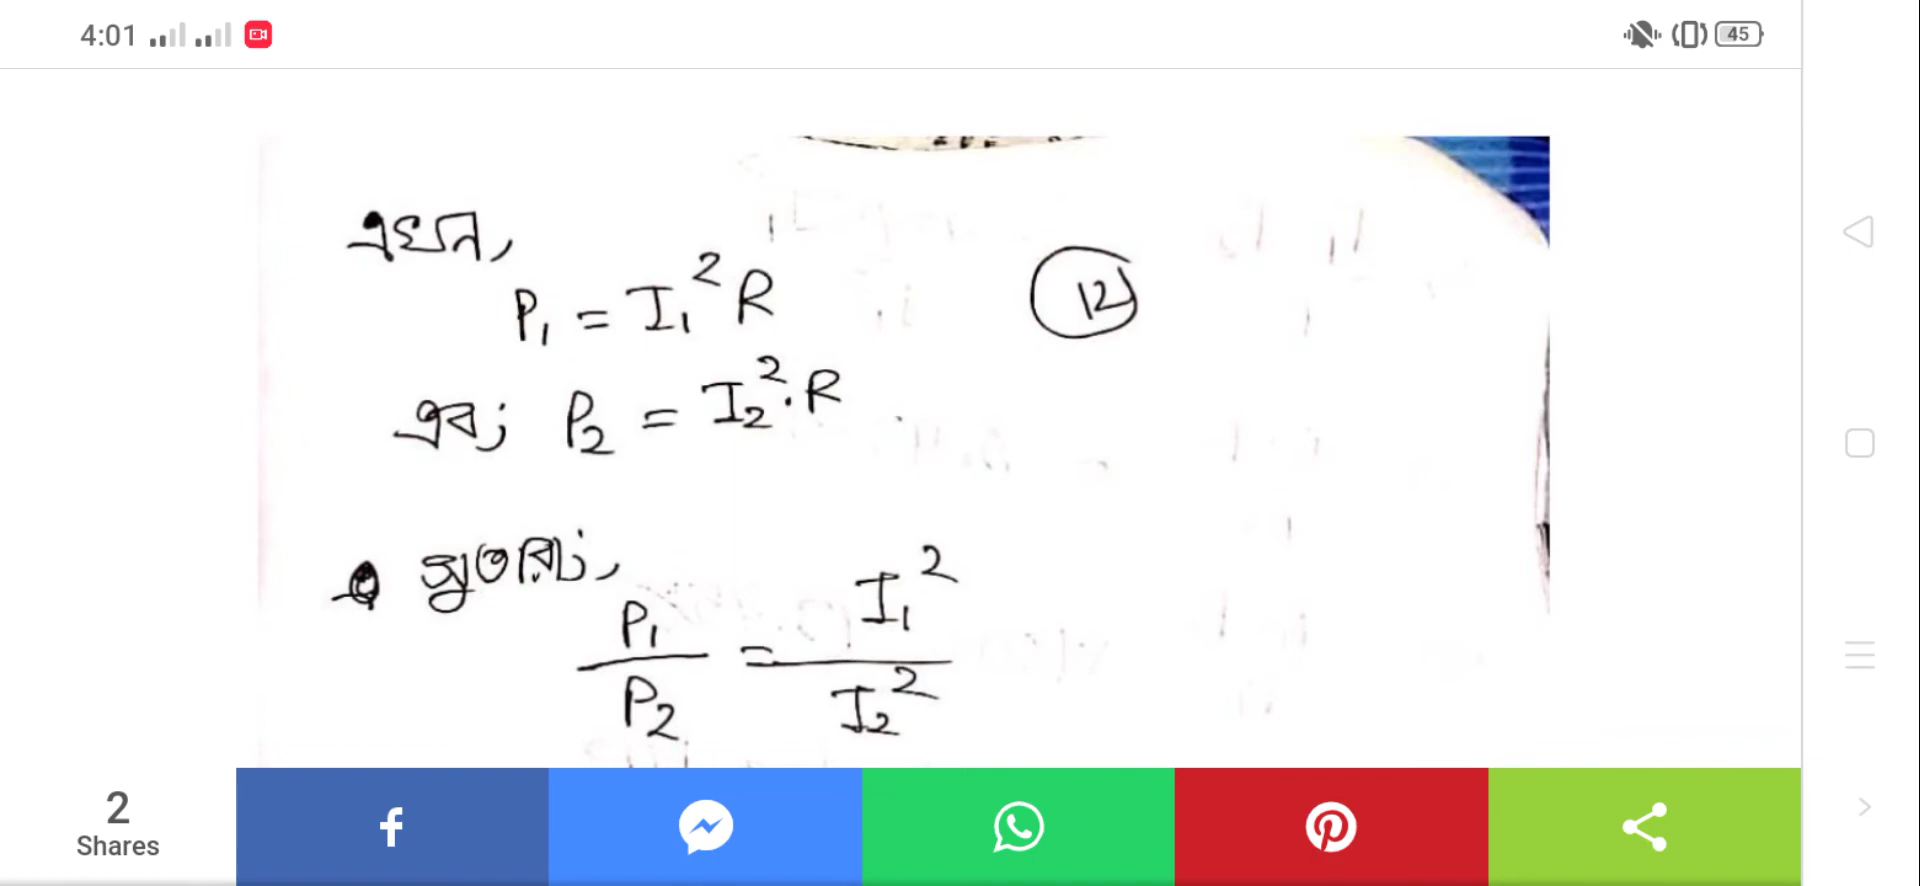 4:01 45
এখন,
P₁ = I₁² R
12
এবং P₂ = I₂² . R
সুতরাং,
P₁ / P₂ = I₁² / I₂²
2
Shares